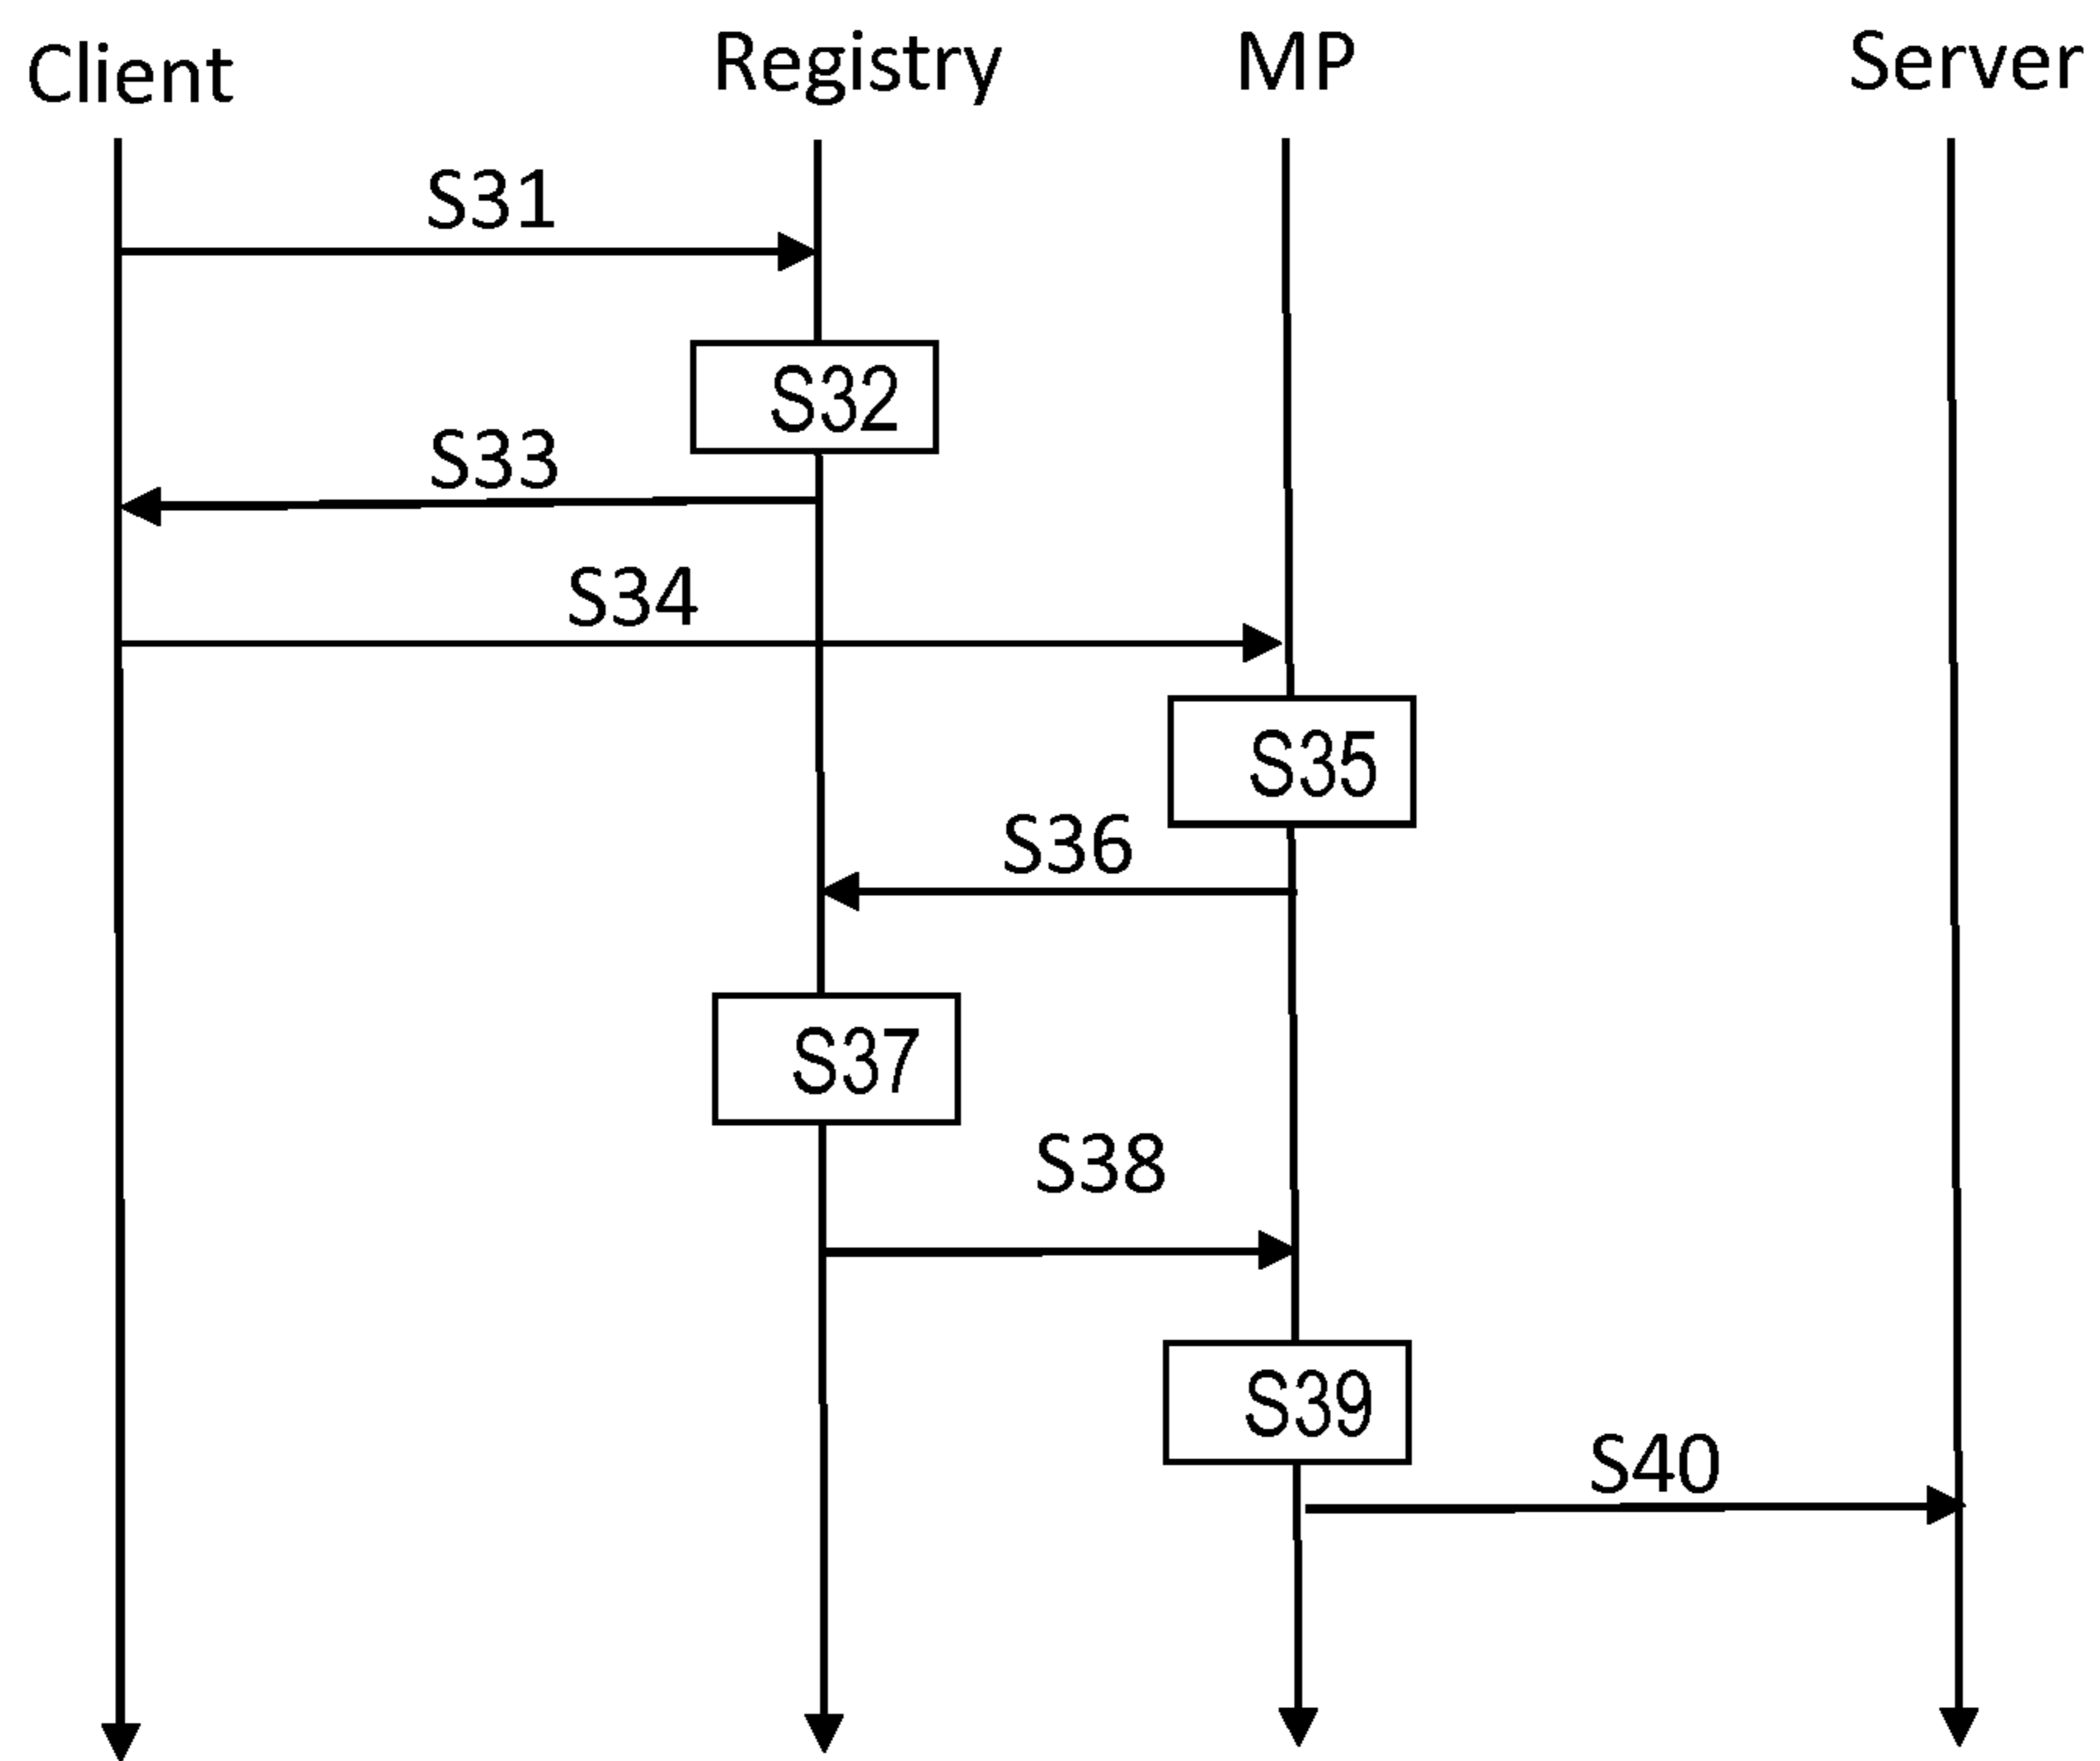 Client Registry MP Server
S31
S32
S33
S34
S35
S36
S37
S38
S39
S40